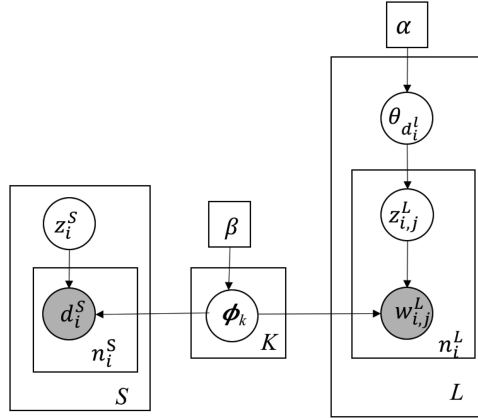 α
θ_{d_i^l}
z_i^S
β
z_{i,j}^L
d_i^S
ϕ_k
w_{i,j}^L
n_i^S
K
n_i^L
S
L